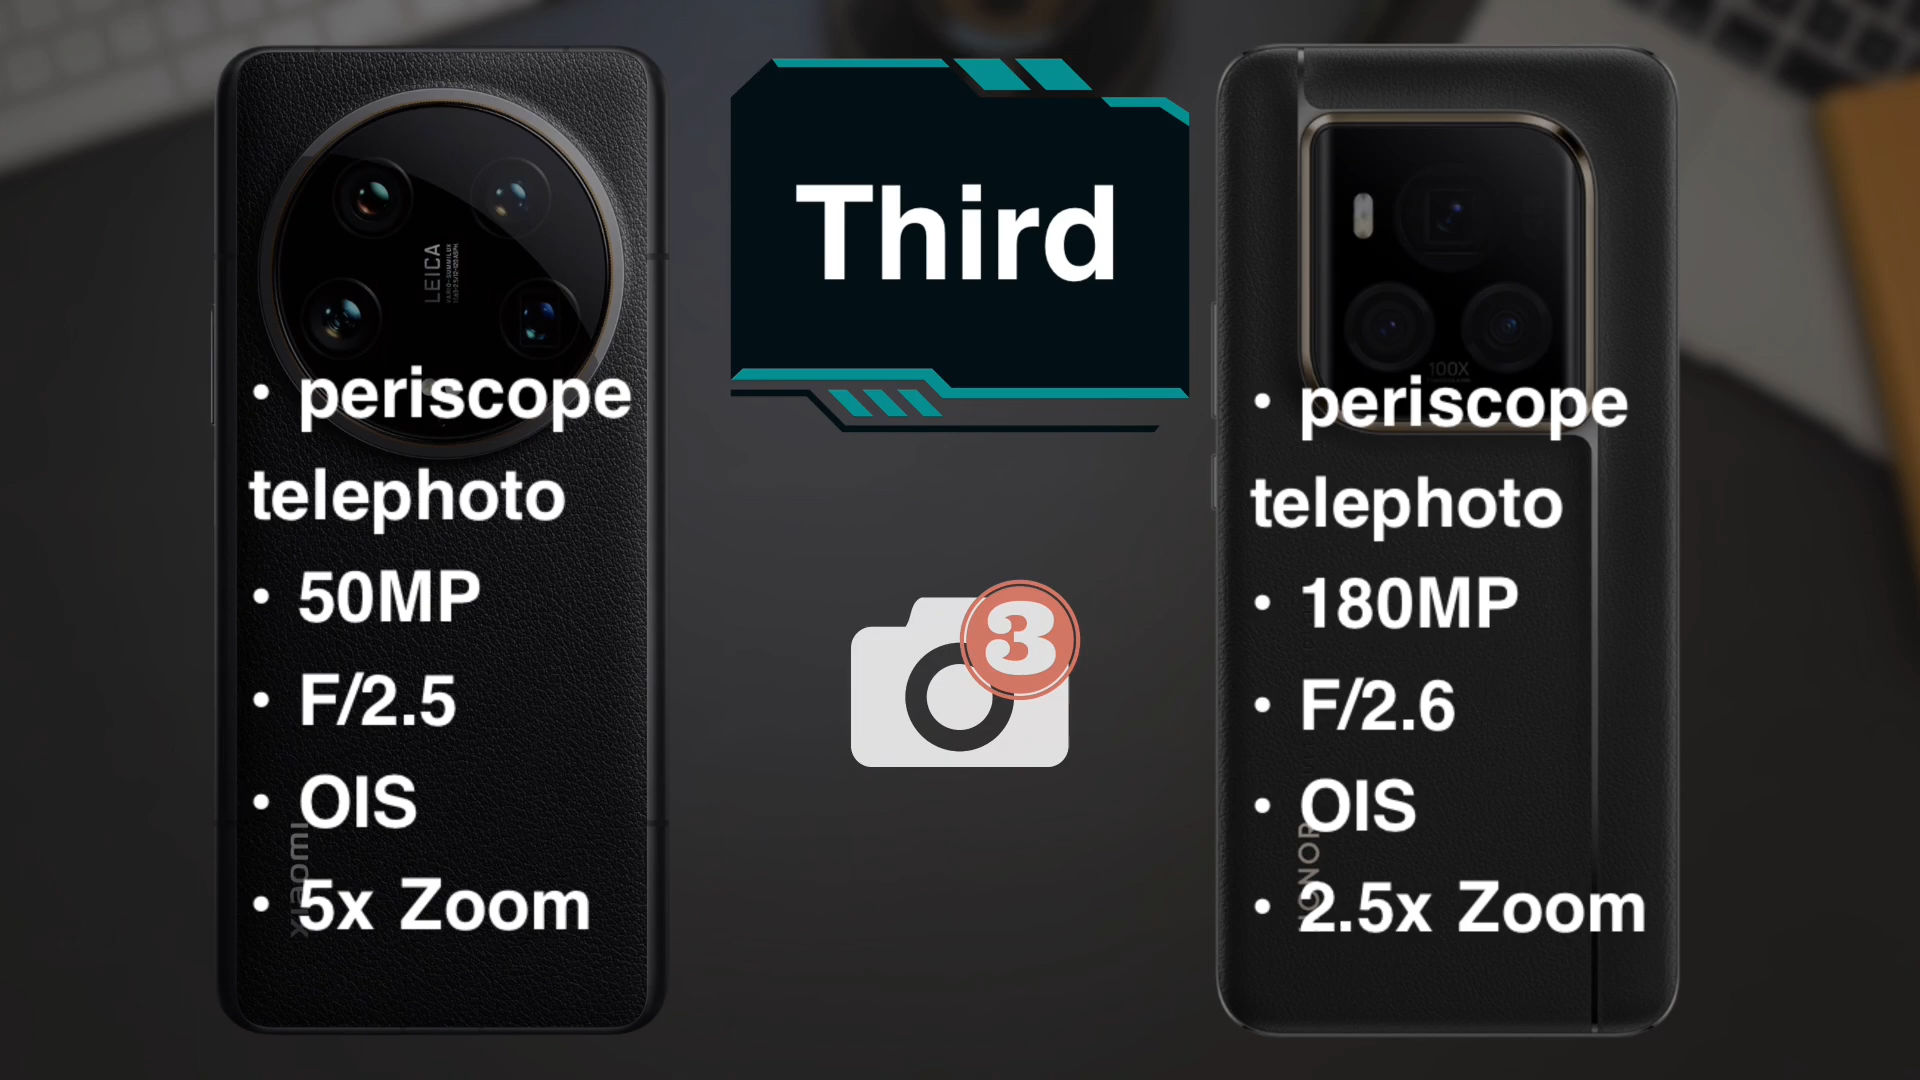 Third
LEICA
• periscope
telephoto
• 50MP
• F/2.5
• OIS
• 5x Zoom
xiaomi
3
100X
• periscope
telephoto
• 180MP
• F/2.6
• OIS
• 2.5x Zoom
HONOR